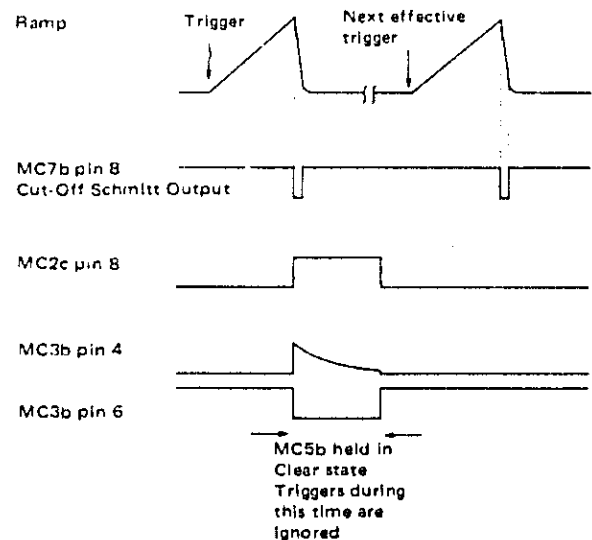 Ramp
Trigger
Next effective
trigger
MC7b pin 8
Cut-Off Schmitt Output
MC2c pin 8
MC3b pin 4
MC3b pin 6
MC5b held in
Clear state
Triggers during
this time are
ignored